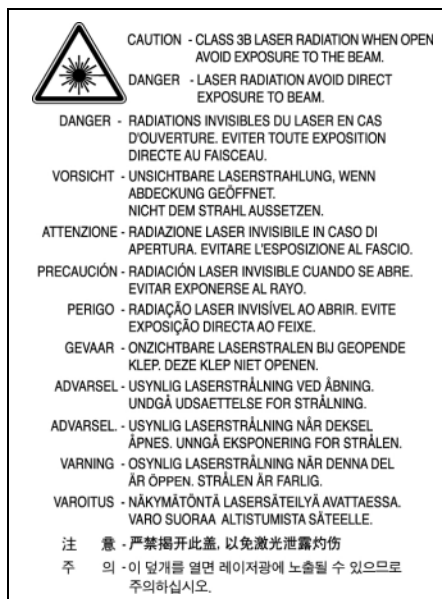 CAUTION - CLASS 3B LASER RADIATION WHEN OPEN
AVOID EXPOSURE TO THE BEAM.
DANGER - LASER RADIATION AVOID DIRECT
EXPOSURE TO BEAM.
DANGER - RADIATIONS INVISIBLES DU LASER EN CAS
D'OUVERTURE. EVITER TOUTE EXPOSITION
DIRECTE AU FAISCEAU.
VORSICHT - UNSICHTBARE LASERSTRAHLUNG, WENN
ABDECKUNG GEÖFFNET.
NICHT DEM STRAHL AUSSETZEN.
ATTENZIONE - RADIAZIONE LASER INVISIBILE IN CASO DI
APERTURA. EVITARE L'ESPOSIZIONE AL FASCIO.
PRECAUCIÓN - RADIACIÓN LASER INVISIBLE CUANDO SE ABRE.
EVITAR EXPONERSE AL RAYO.
PERIGO - RADIAÇÃO LASER INVISÍVEL AO ABRIR. EVITE
EXPOSIÇÃO DIRECTA AO FEIXE.
GEVAAR - ONZICHTBARE LASERSTRALEN BIJ GEOPENDE
KLEP. DEZE KLEP NIET OPENEN.
ADVARSEL - USYNLIG LASERSTRÅLNING VED ÅBNING.
UNDGÅ UDSAETTELSE FOR STRÅLNING.
ADVARSEL. - USYNLIG LASERSTRÅLNING NÅR DEKSEL
ÅPNES. UNNGÅ EKSPONERING FOR STRÅLEN.
VARNING - OSYNLIG LASERSTRÅLNING NÄR DENNA DEL
ÄR ÖPPEN. STRÅLEN ÄR FARLIG.
VAROITUS - NÄKYMÄTÖNTÄ LASERSÄTEILYÄ AVATTAESSA.
VARO SUORAA ALTISTUMISTA SÄTEELLE.
注 意 - 严禁揭开此盖, 以免激光泄露灼伤
주 의 - 이 덮개를 열면 레이저광에 노출될 수 있으므로
주의하십시오.